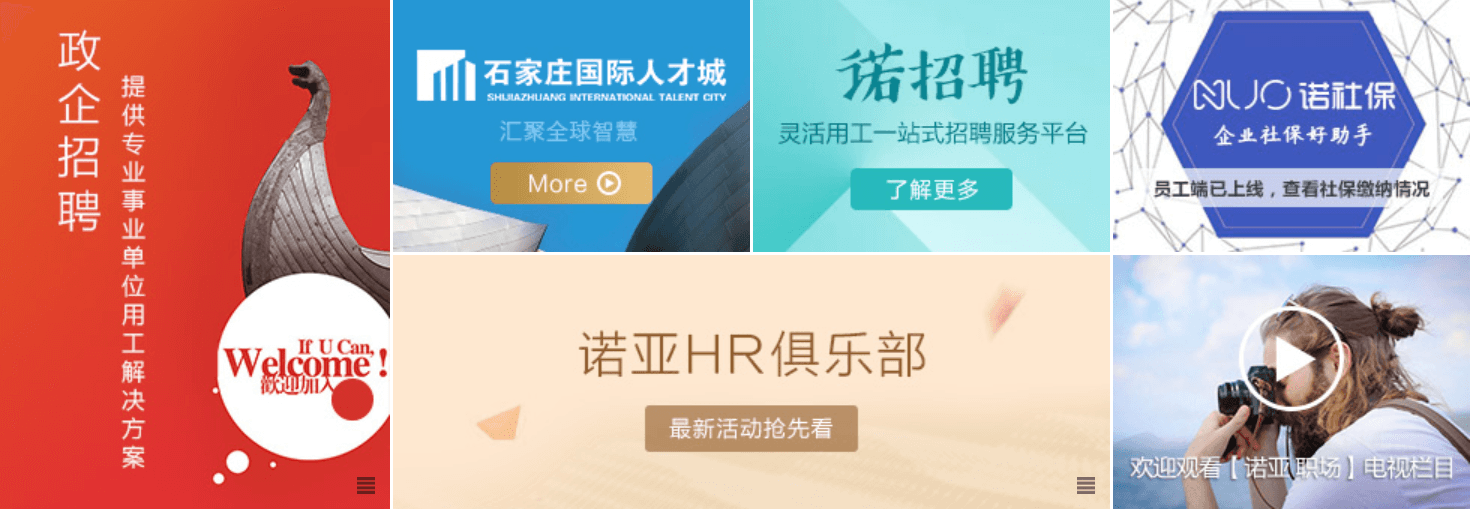 政企招聘
提供专业事业单位用工解决方案
If U Can,
Welcome !
歡迎加入
石家庄国际人才城
SHIJIAZHUANG INTERNATIONAL TALENT CITY
汇聚全球智慧
More
诺招聘
灵活用工一站式招聘服务平台
了解更多
NUO 诺社保
企业社保好助手
员工端已上线，查看社保缴纳情况
诺亚HR俱乐部
最新活动抢先看
欢迎观看【诺亚 职场】电视栏目